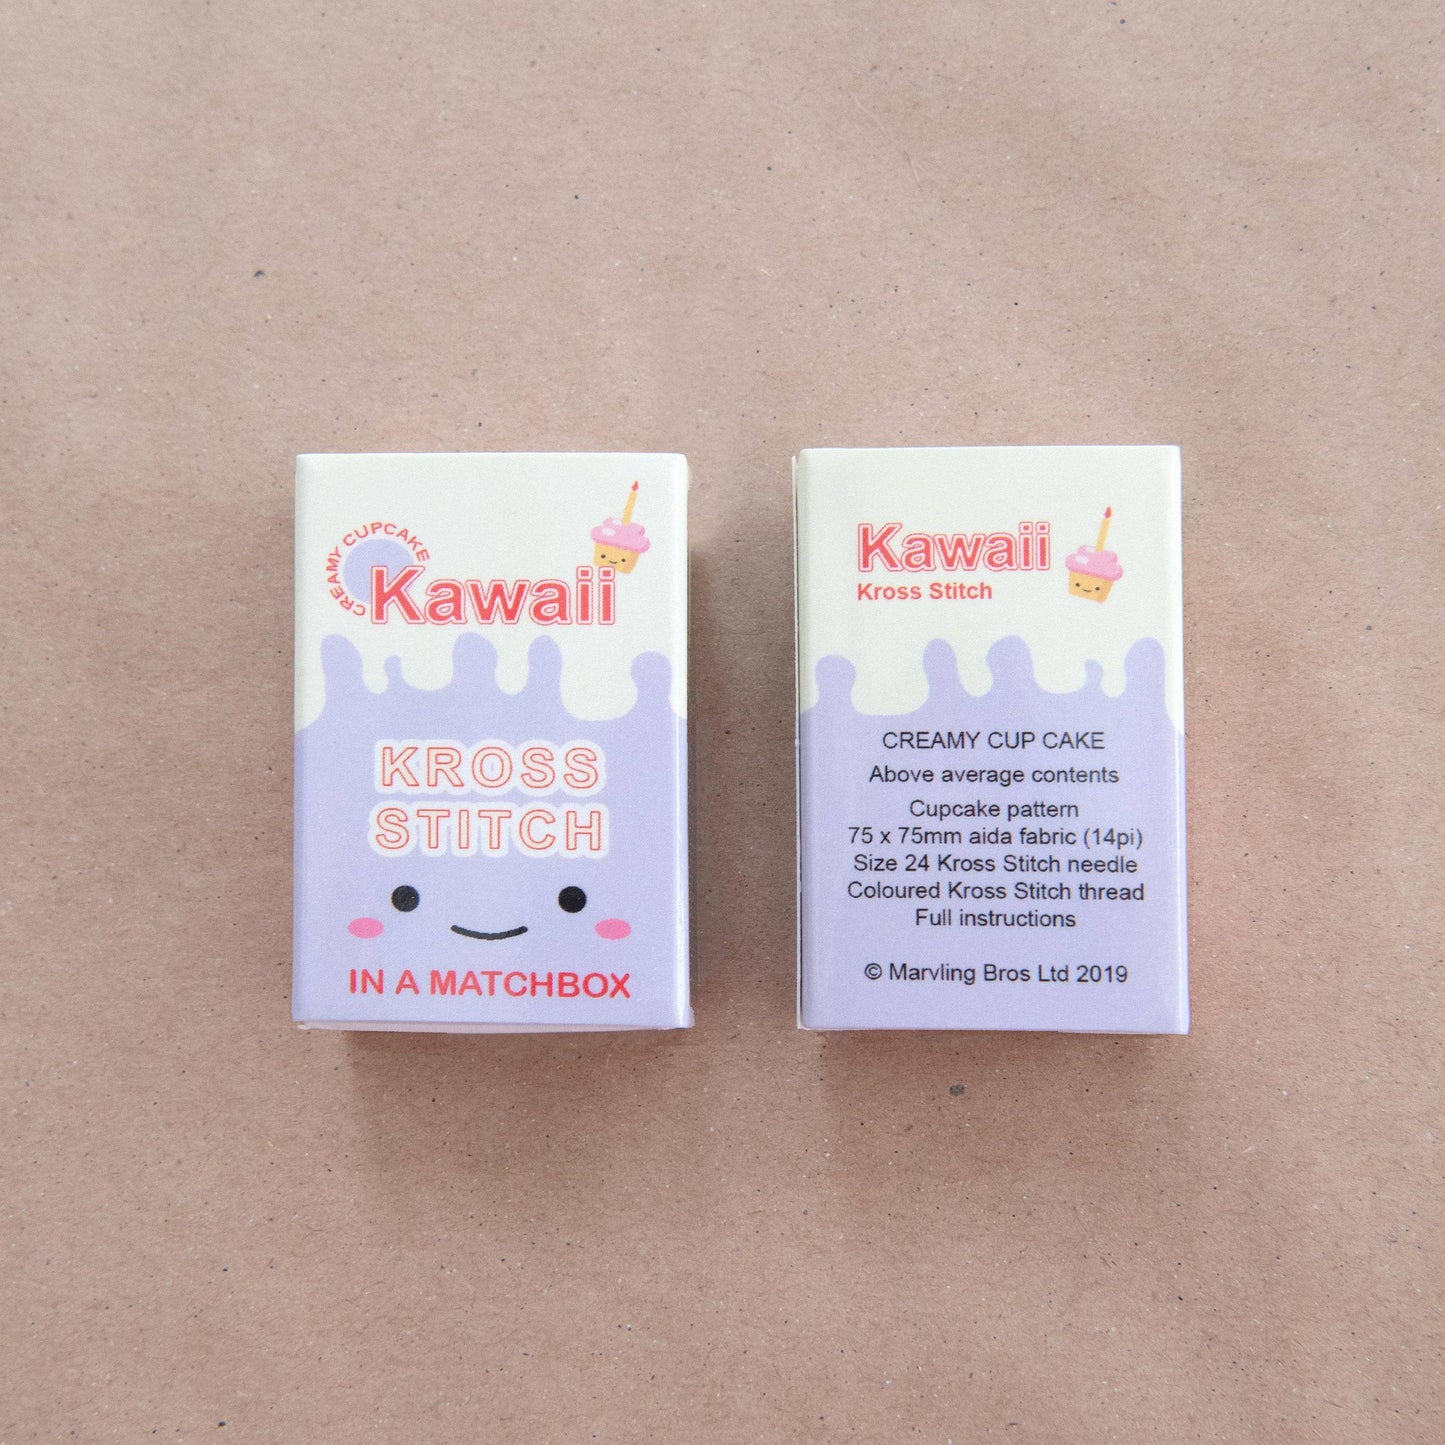 CREAMY CUPCAKE
Kawaii
KROSS
STITCH
IN A MATCHBOX
Kawaii
Kross Stitch
CREAMY CUP CAKE
Above average contents
Cupcake pattern
75 x 75mm aida fabric (14pi)
Size 24 Kross Stitch needle
Coloured Kross Stitch thread
Full instructions
© Marvling Bros Ltd 2019